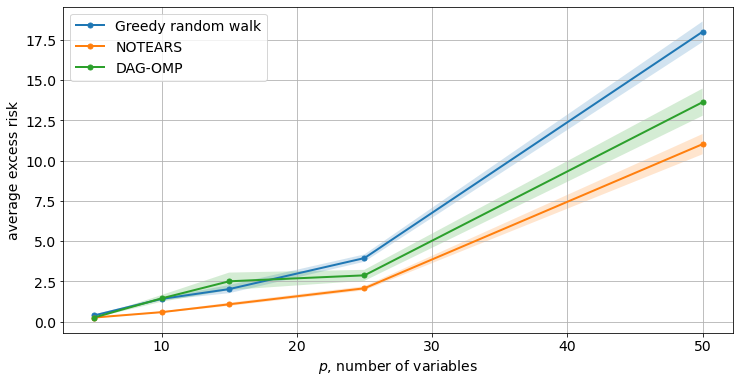 Greedy random walk
NOTEARS
DAG-OMP
average excess risk
17.5
15.0
12.5
10.0
7.5
5.0
2.5
0.0
10
20
30
40
50
p, number of variables